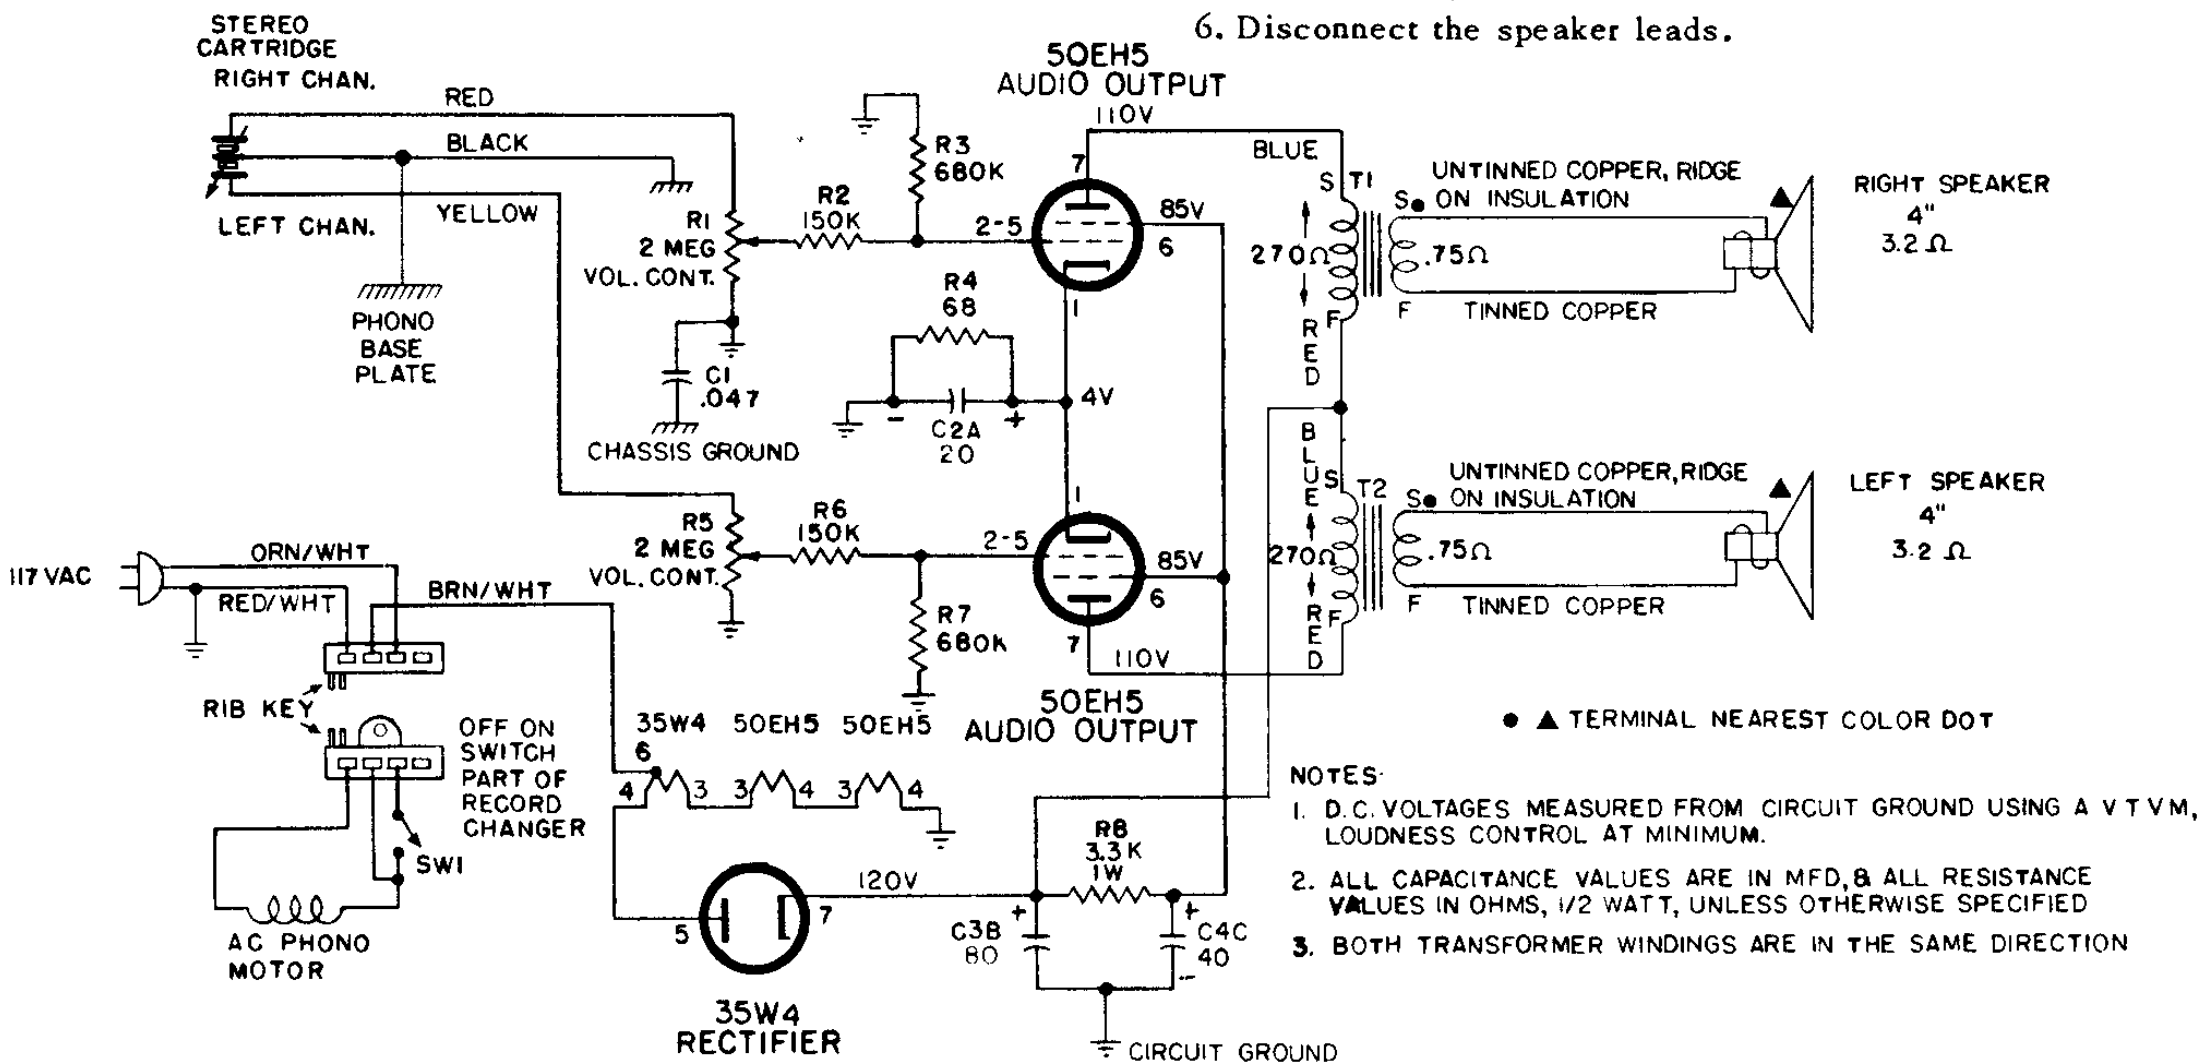 6. Disconnect the speaker leads.
STEREO
CARTRIDGE
RIGHT CHAN.
RED
BLACK
YELLOW
LEFT CHAN.
PHONO
BASE
PLATE
R1
2 MEG
VOL. CONT.
C1
.047
CHASSIS GROUND
R2
150K
R3
680K
R4
68
C2A
20
-
+
4V
50EH5
AUDIO OUTPUT
110V
7
2-5
85V
6
1
BLUE
S T1
270Ω
F
RED
S●
UNTINNED COPPER, RIDGE
ON INSULATION
.75Ω
F
TINNED COPPER
▲
RIGHT SPEAKER
4"
3.2 Ω
R5
2 MEG
VOL. CONT.
R6
150K
R7
680K
1
2-5
85V
6
7
110V
50EH5
AUDIO OUTPUT
BLUE
S T2
270Ω
F
RED
S●
UNTINNED COPPER, RIDGE
ON INSULATION
.75Ω
F
TINNED COPPER
▲
LEFT SPEAKER
4"
3.2 Ω
117 VAC
ORN/WHT
RED/WHT
BRN/WHT
RIB KEY
OFF ON
SWITCH
PART OF
RECORD
CHANGER
SW1
AC PHONO
MOTOR
35W4 50EH5 50EH5
6
4 3 3 4 3 4
5
7
120V
35W4
RECTIFIER
R8
3.3K
1W
+
C3B
80
+
C4C
40
-
CIRCUIT GROUND
● ▲ TERMINAL NEAREST COLOR DOT
NOTES
1. D.C. VOLTAGES MEASURED FROM CIRCUIT GROUND USING A VTVM,
LOUDNESS CONTROL AT MINIMUM.
2. ALL CAPACITANCE VALUES ARE IN MFD, & ALL RESISTANCE
VALUES IN OHMS, 1/2 WATT, UNLESS OTHERWISE SPECIFIED
3. BOTH TRANSFORMER WINDINGS ARE IN THE SAME DIRECTION